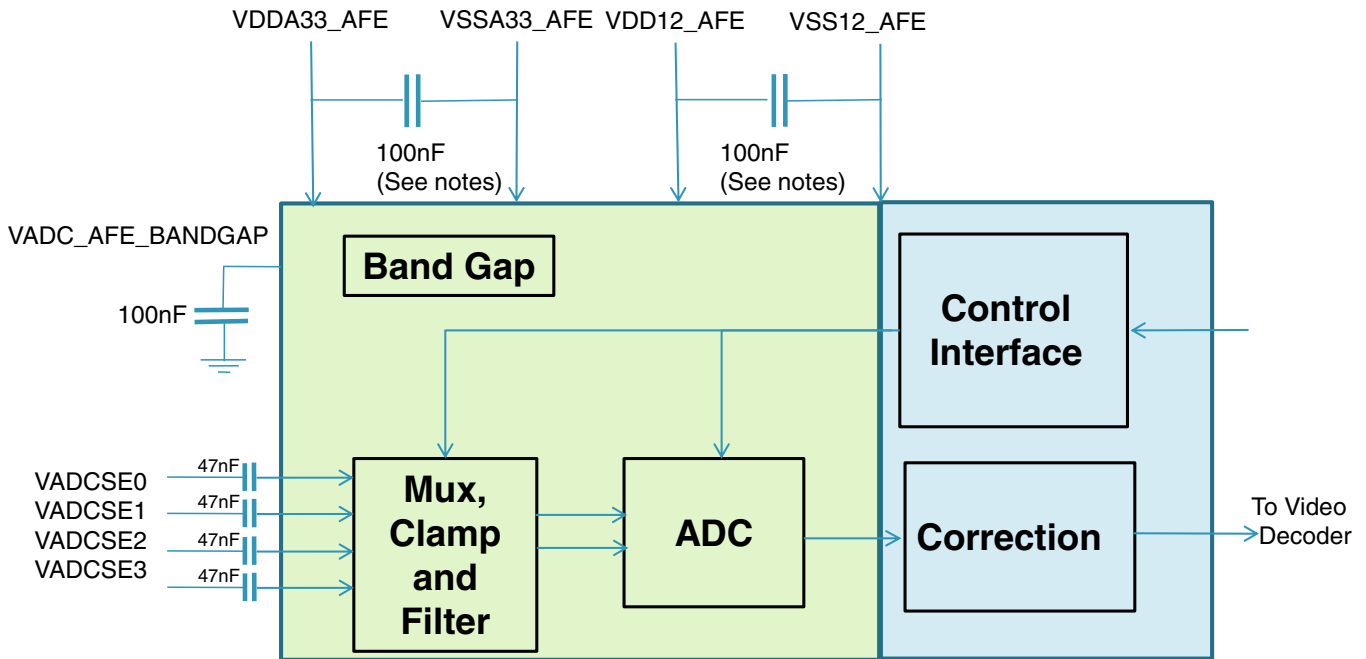 VDDA33_AFE
VSSA33_AFE
VDD12_AFE
VSS12_AFE
100nF
(See notes)
100nF
(See notes)
VADC_AFE_BANDGAP
100nF
Band Gap
Control
Interface
VADCSE0
VADCSE1
VADCSE2
VADCSE3
47nF
47nF
47nF
47nF
Mux,
Clamp
and
Filter
ADC
Correction
To Video
Decoder